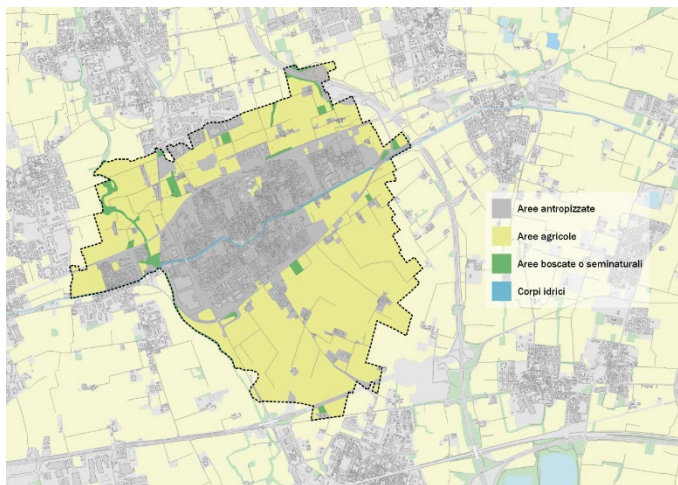 Aree antropizzate
Aree agricole
Aree boscate o seminaturali
Corpi idrici